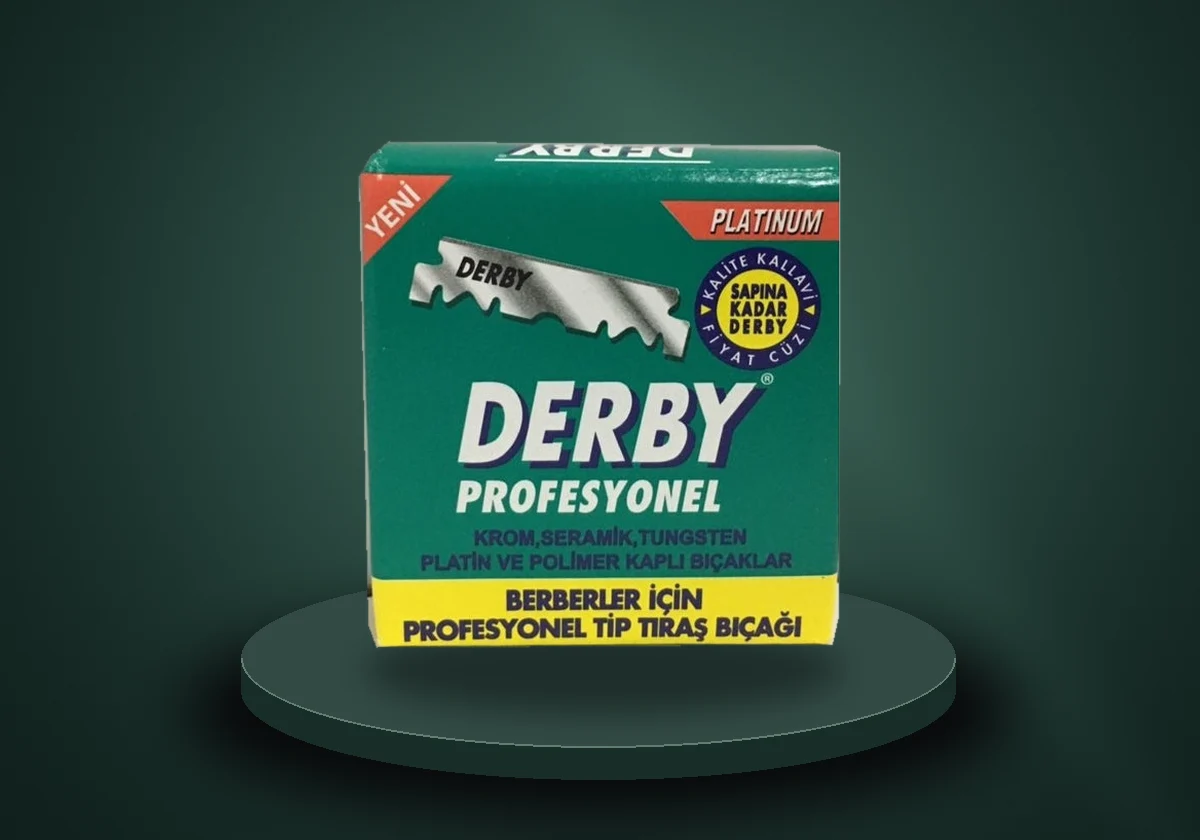 DERBY
YENİ
PLATINUM
DERBY
KALİTE KALLAVİ
SAPINA
KADAR
DERBY
FİYAT CÜZİ
DERBY®
PROFESYONEL
KROM,SERAMİK,TUNGSTEN
PLATİN VE POLİMER KAPLI BIÇAKLAR
BERBERLER İÇİN
PROFESYONEL TİP TIRAŞ BIÇAĞI